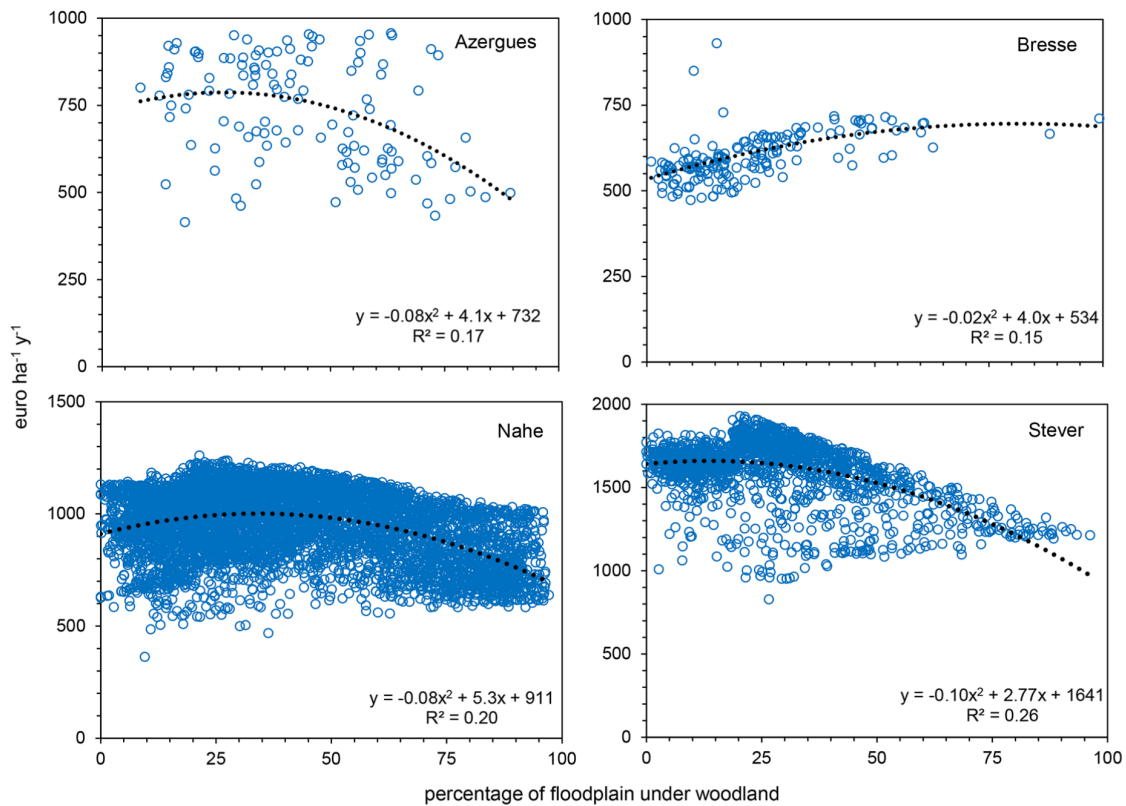 1000
750
500
250
0
Azergues
y = -0.08x² + 4.1x + 732
R² = 0.17
1000
750
500
250
0
Bresse
y = -0.02x² + 4.0x + 534
R² = 0.15
euro ha⁻¹ y⁻¹
1500
1000
500
0
Nahe
y = -0.08x² + 5.3x + 911
R² = 0.20
0 25 50 75 100
2000
1500
1000
500
0
Stever
y = -0.10x² + 2.77x + 1641
R² = 0.26
0 25 50 75 100
percentage of floodplain under woodland